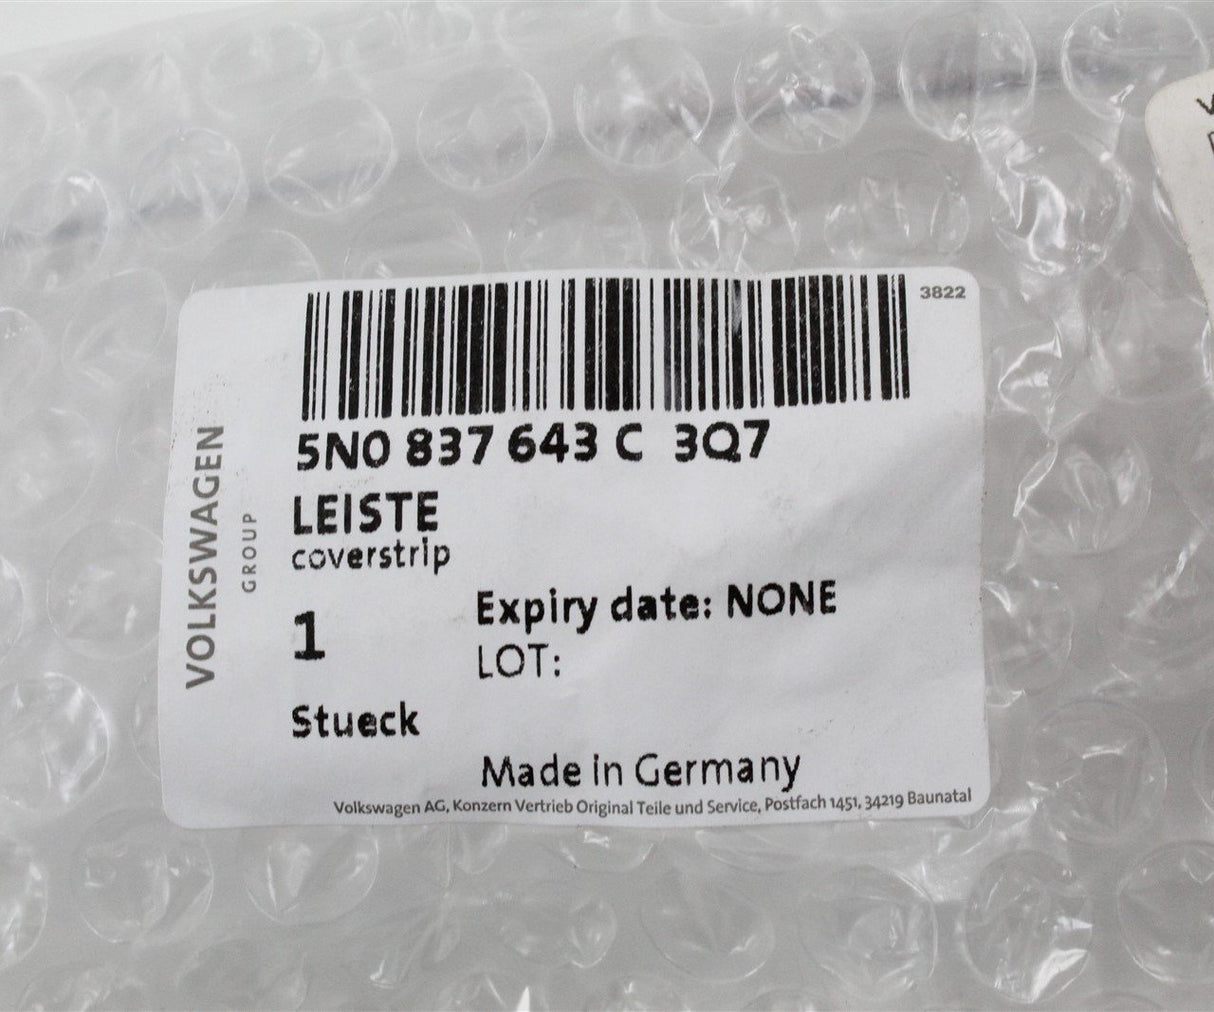 3822
5N0 837 643 C 3Q7
LEISTE
coverstrip
1
Expiry date: NONE
LOT:
Stueck
Made in Germany
Volkswagen AG, Konzern Vertrieb Original Teile und Service, Postfach 1451, 34219 Baunatal
VOLKSWAGEN
GROUP